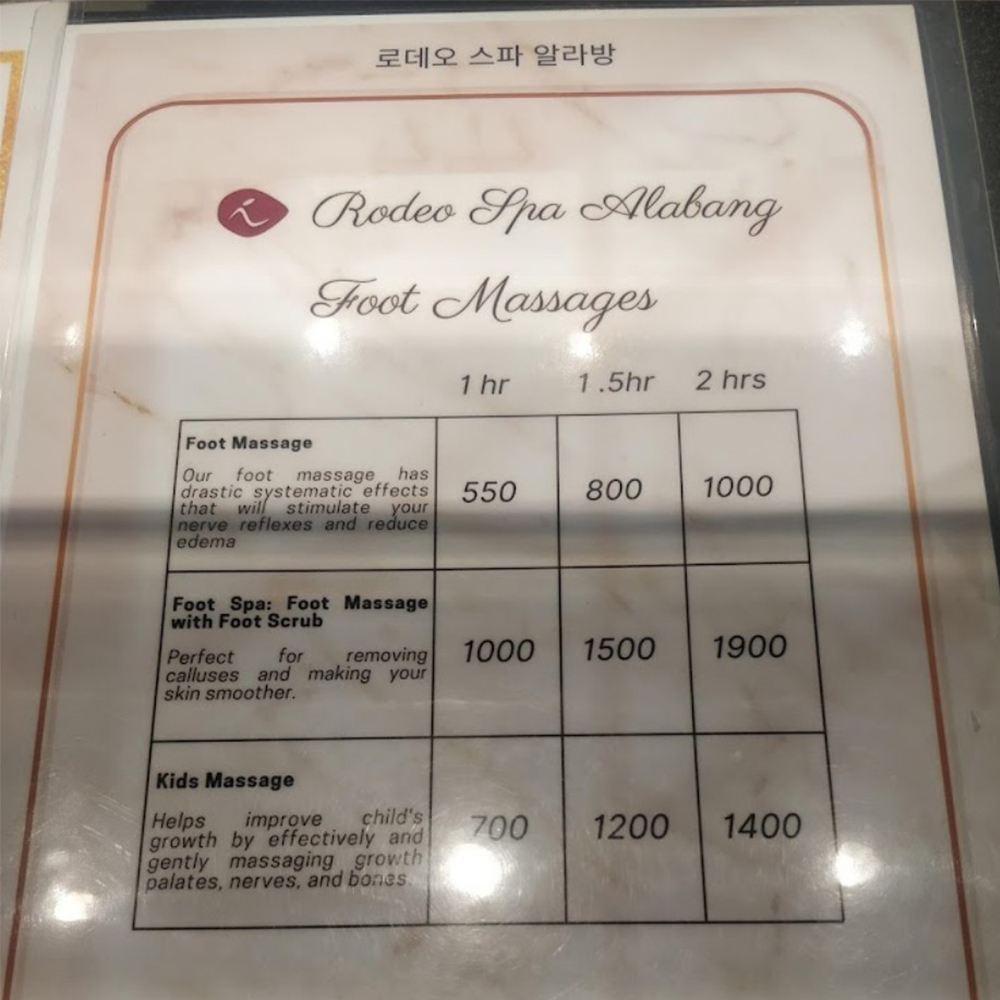 로데오 스파 알라방
Rodeo Spa Alabang
Foot Massages
1 hr 1 .5hr 2 hrs
Foot Massage
Our foot massage has
drastic systematic effects
that will stimulate your
nerve reflexes and reduce
edema
550 800 1000
Foot Spa: Foot Massage
with Foot Scrub
Perfect for removing
calluses and making your
skin smoother.
1000 1500 1900
Kids Massage
Helps improve child's
growth by effectively and
gently massaging growth
palates, nerves, and bones.
700 1200 1400